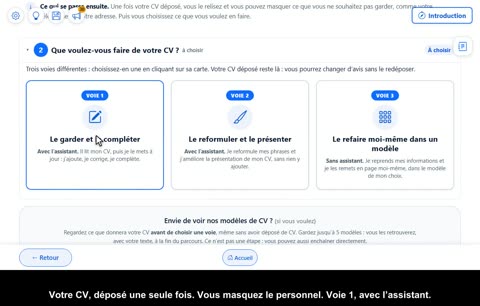 Ce qui se passe ensuite. Une fois votre CV déposé, vous le relisez et vous pouvez masquer ce que vous ne souhaitez pas garder, comme votre
adresse. Puis vous choisissez ce que vous voulez en faire.
Introduction
2 Que voulez-vous faire de votre CV ? à choisir
À choisir
Trois voies différentes : choisissez-en une en cliquant sur sa carte. Votre CV déposé reste là : vous pourrez changer d'avis sans le redéposer.
VOIE 1
Le garder et le compléter
Avec l'assistant. Il lit mon CV, puis je le mets à
jour : j'ajoute, je corrige, je complète.
VOIE 2
Le reformuler et le présenter
Avec l'assistant. Je reformule mes phrases et
j'améliore la présentation de mon CV, sans rien y
ajouter.
VOIE 3
Le refaire moi-même dans un
modèle
Sans assistant. Je reprends mes informations et
je les remets en page moi-même, dans le modèle
de mon choix.
Envie de voir nos modèles de CV ? (si vous voulez)
Regardez ce que donnera votre CV avant de choisir une voie, même sans avoir déposé de CV. Gardez jusqu'à 5 modèles : vous les retrouverez,
avec votre texte, à la fin du parcours. Ce n'est pas une étape : vous pouvez aussi enchaîner directement.
← Retour
Accueil
Votre CV, déposé une seule fois. Vous masquez le personnel. Voie 1, avec l'assistant.